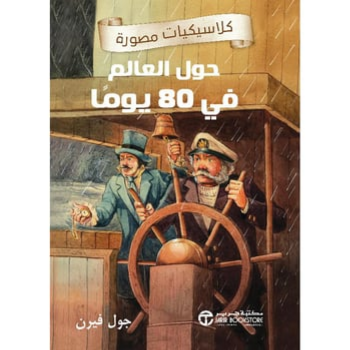 كلاسيكيات مصورة
حول العالم
في 80 يومًا
جول فيرن
مكتبة جرير
JARIR BOOKSTORE